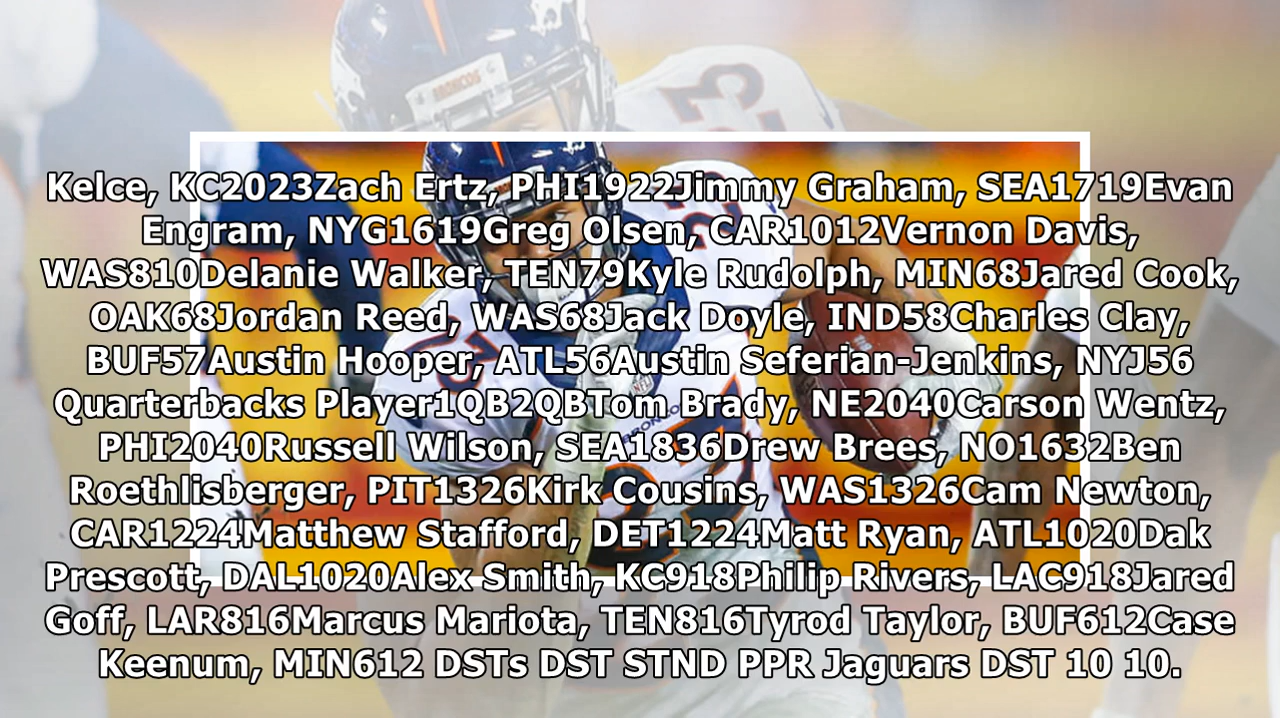 BRONCOS
23
Kelce, KC2023Zach Ertz, PHI1922Jimmy Graham, SEA1719Evan
Engram, NYG1619Greg Olsen, CAR1012Vernon Davis,
WAS810Delanie Walker, TEN79Kyle Rudolph, MIN68Jared Cook,
OAK68Jordan Reed, WAS68Jack Doyle, IND58Charles Clay,
BUF57Austin Hooper, ATL56Austin Seferian-Jenkins, NYJ56
Quarterbacks Player1QB2QBTom Brady, NE2040Carson Wentz,
PHI2040Russell Wilson, SEA1836Drew Brees, NO1632Ben
Roethlisberger, PIT1326Kirk Cousins, WAS1326Cam Newton,
CAR1224Matthew Stafford, DET1224Matt Ryan, ATL1020Dak
Prescott, DAL1020Alex Smith, KC918Philip Rivers, LAC918Jared
Goff, LAR816Marcus Mariota, TEN816Tyrod Taylor, BUF612Case
Keenum, MIN612 DSTs DST STND PPR Jaguars DST 10 10.